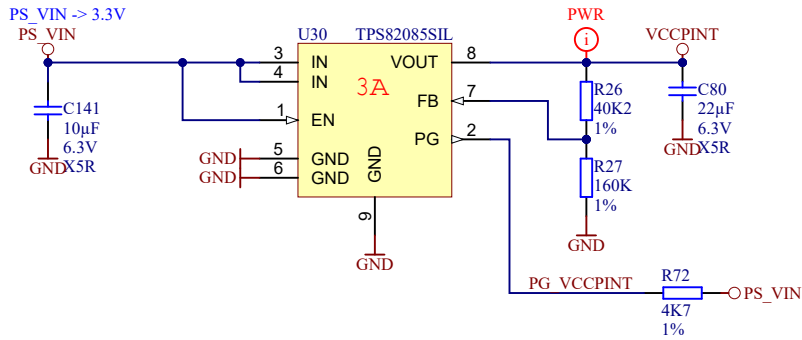 PS_VIN -> 3.3V
PS_VIN
C141
10µF
6.3V
X5R
GND
U30
TPS82085SIL
3
4
1
5
6
GND
GND
IN
IN
EN
GND
GND
3A
GND
9
GND
VOUT
FB
PG
8
7
2
PWR
i
R26
40K2
1%
R27
160K
1%
GND
VCCPINT
C80
22µF
6.3V
X5R
GND
PG_VCCPINT
R72
4K7
1%
PS_VIN